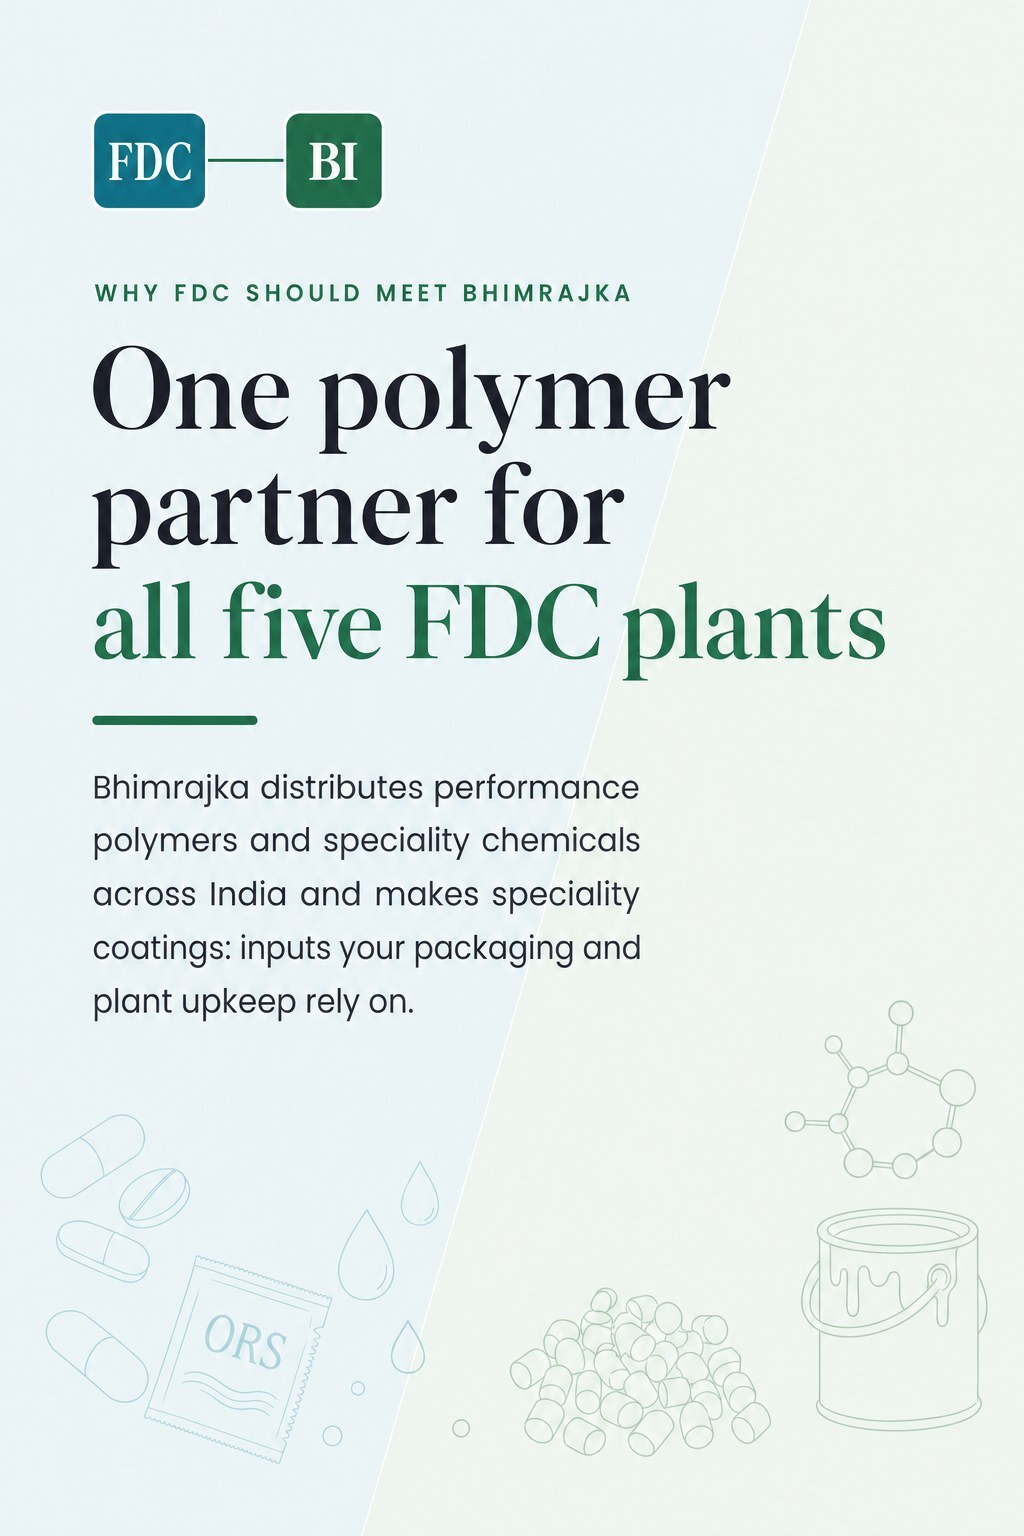 FDC BI
WHY FDC SHOULD MEET BHIMRAJKA
One polymer
partner for
all five FDC plants
Bhimrajka distributes performance
polymers and speciality chemicals
across India and makes speciality
coatings: inputs your packaging and
plant upkeep rely on.
ORS